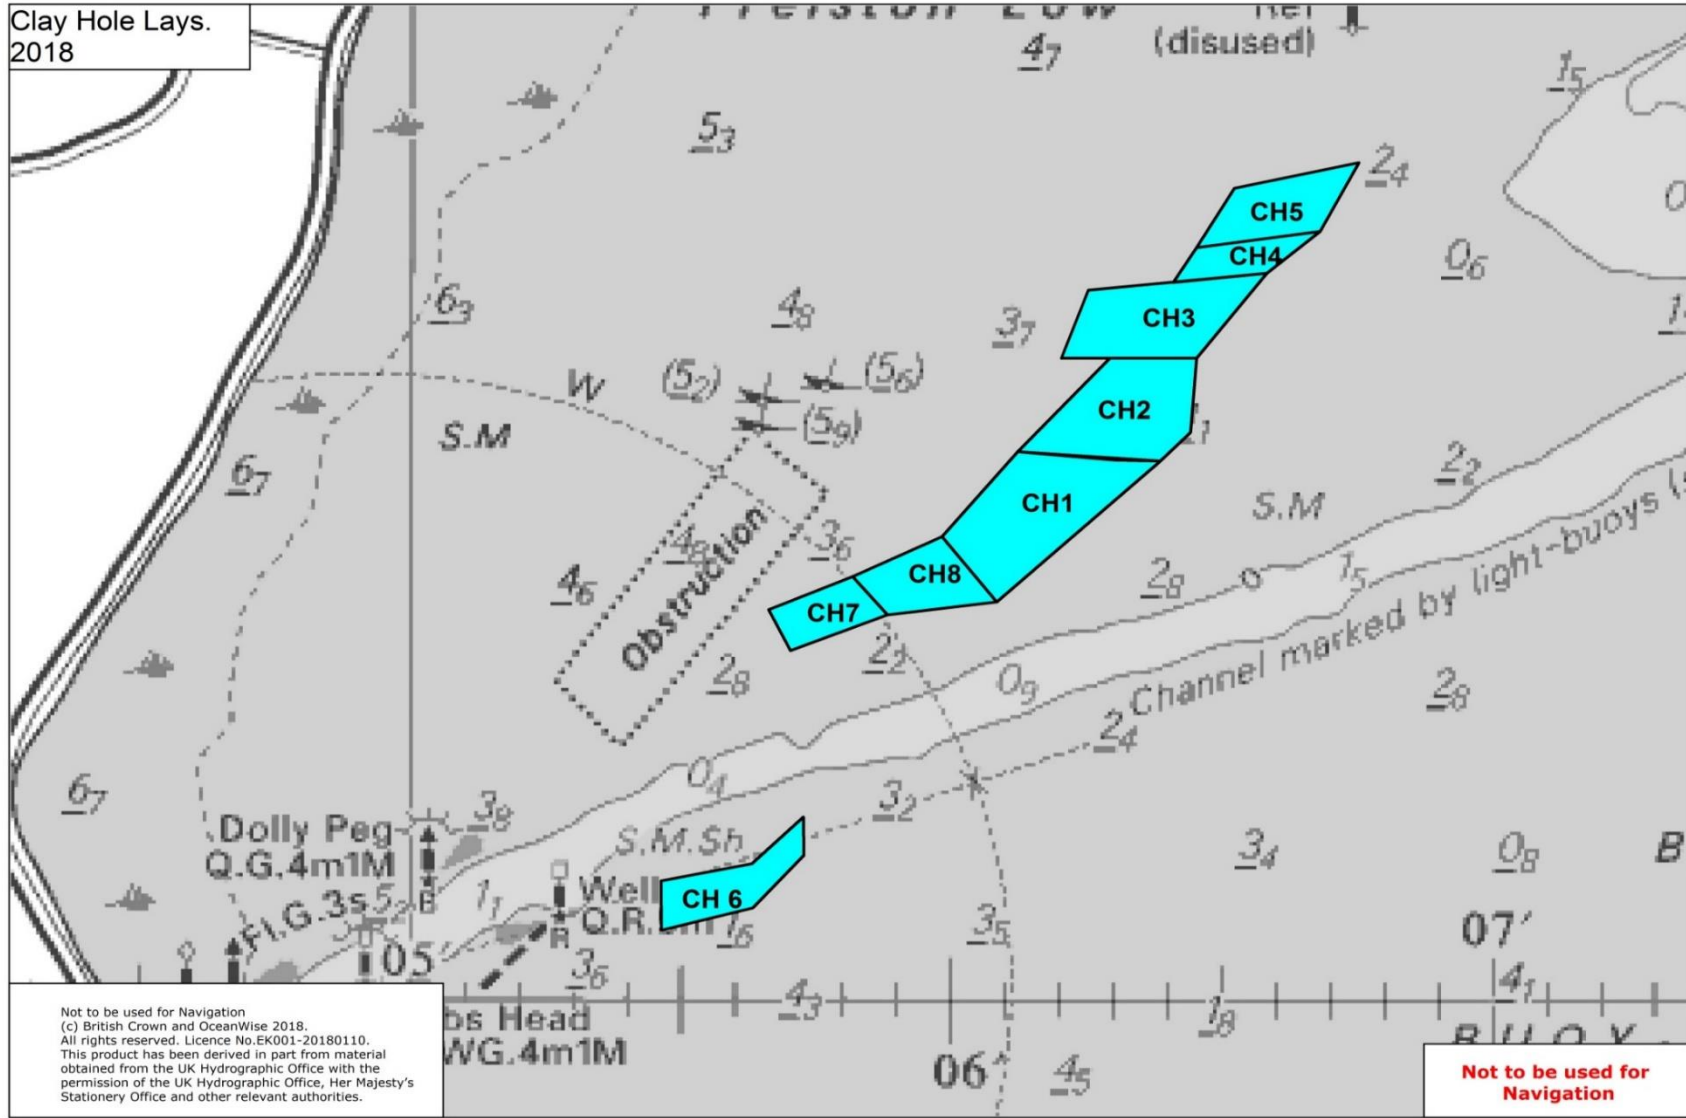 Clay Hole Lays.
2018
(disused)
4₇
1₅
5₃
2₄
CH5
CH4
0₆
6₃
4₈
3₇
CH3
W
(5₂)
(5₆)
(5₉)
S.M
CH2
6₇
2₂
CH1
S.M
4₈
3₆
Obstruction
4₆
CH8
2₈
1₅
CH7
2₂
2₈
0₉
Channel marked by light-buoys
2₈
2₄
6₇
0₄
3₂
3₈
Dolly Peg
Q.G.4m1M
S.M.Sh
3₄
0₈
B
Well
CH 6
Q.R.
1₁
B
R
Fl.G.3s
1₆
3₅
07'
05'
3₆
4₃
4₁
1₈
bs Head
WG.4m1M
06'
4₅
Not to be used for Navigation
(c) British Crown and OceanWise 2018.
All rights reserved. Licence No.EK001-20180110.
This product has been derived in part from material
obtained from the UK Hydrographic Office with the
permission of the UK Hydrographic Office, Her Majesty's
Stationery Office and other relevant authorities.
Not to be used for
Navigation